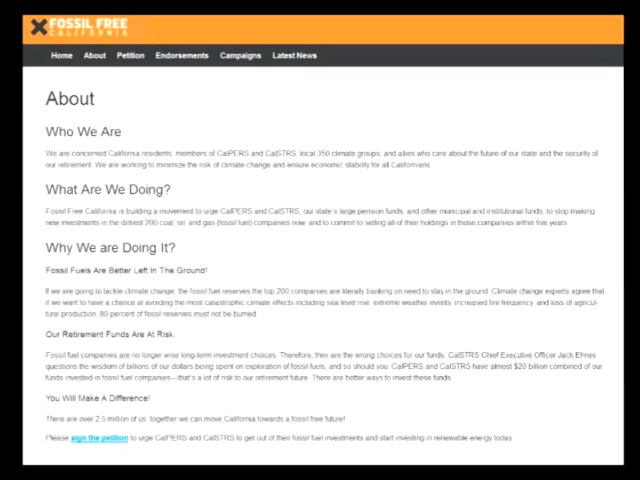 FOSSIL FREE
CALIFORNIA
Home About Petition Endorsements Campaigns Latest News
About
Who We Are
We are concerned California residents, members of CalPERS and CalSTRS, local 350 climate groups, and allies who care about the future of our state and the security of
our retirement. We are working to minimize the risk of climate change and ensure economic stability for all Californians.
What Are We Doing?
Fossil Free California is building a movement to urge CalPERS and CalSTRS, our state's large pension funds, and other municipal and institutional funds, to stop making
new investments in the dirtiest 200 coal, oil, and gas (fossil fuel) companies now, and to commit to selling all of their holdings in those companies within five years.
Why We are Doing It?
Fossil Fuels Are Better Left In The Ground!
If we are going to tackle climate change, the fossil fuel reserves the top 200 companies are literally banking on need to stay in the ground. Climate change experts agree that
if we want to have a chance at avoiding the most catastrophic climate effects including sea level rise, extreme weather events, increased fire frequency, and loss of agricul-
tural production, 80 percent of fossil reserves must not be burned.
Our Retirement Funds Are At Risk.
Fossil fuel companies are no longer wise long-term investment choices. Therefore, they are the wrong choices for our funds. CalSTRS Chief Executive Officer Jack Ehnes
questions the wisdom of billions of our dollars being spent on exploration of fossil fuels, and so should you. CalPERS and CalSTRS have almost $20 billion combined of our
funds invested in fossil fuel companies—that's a lot of risk to our retirement future. There are better ways to invest these funds.
You Will Make A Difference!
There are over 2.5 million of us together we can move California towards a fossil free future!
Please sign the petition to urge CalPERS and CalSTRS to get out of their fossil fuel investments and start investing in renewable energy today.